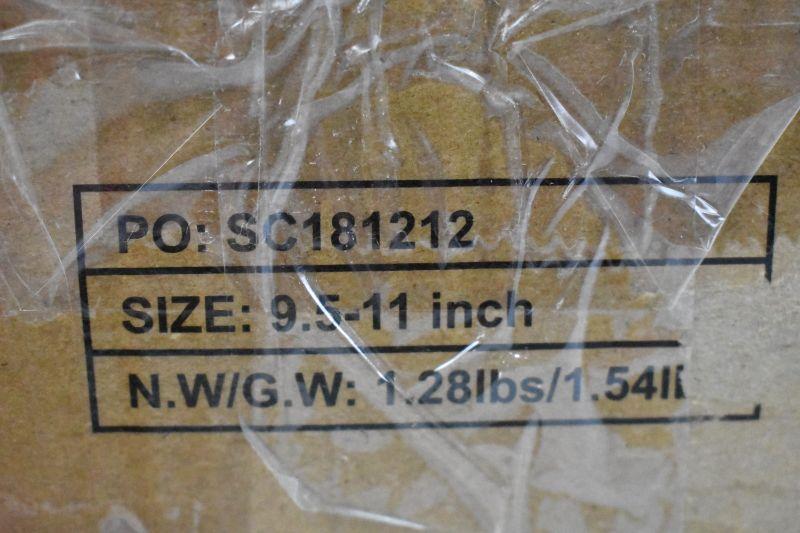 PO: SC181212
SIZE: 9.5-11 inch
N.W/G.W: 1.28lbs/1.54l